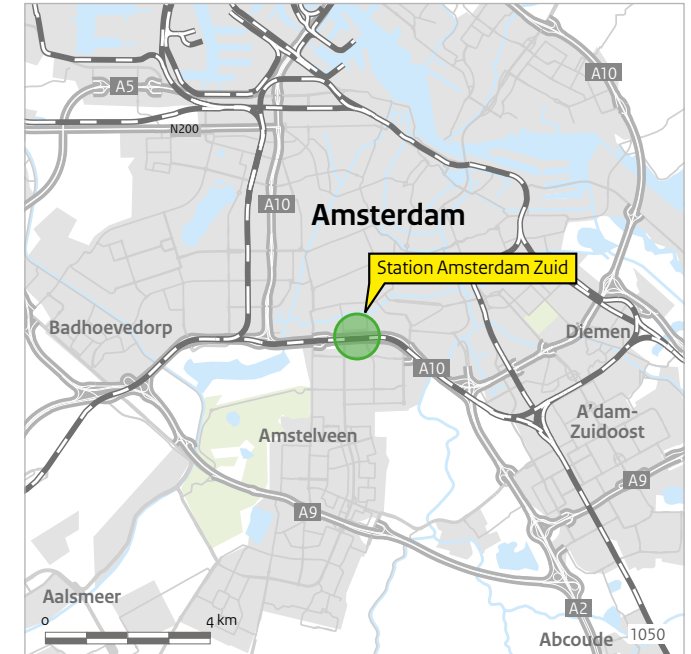 A5
A10
N200
A10
Amsterdam
Station Amsterdam Zuid
Badhoevedorp
Diemen
A10
A'dam-
Zuidoost
Amstelveen
A9
A9
Aalsmeer
0
4 km
A2
Abcoude
1050